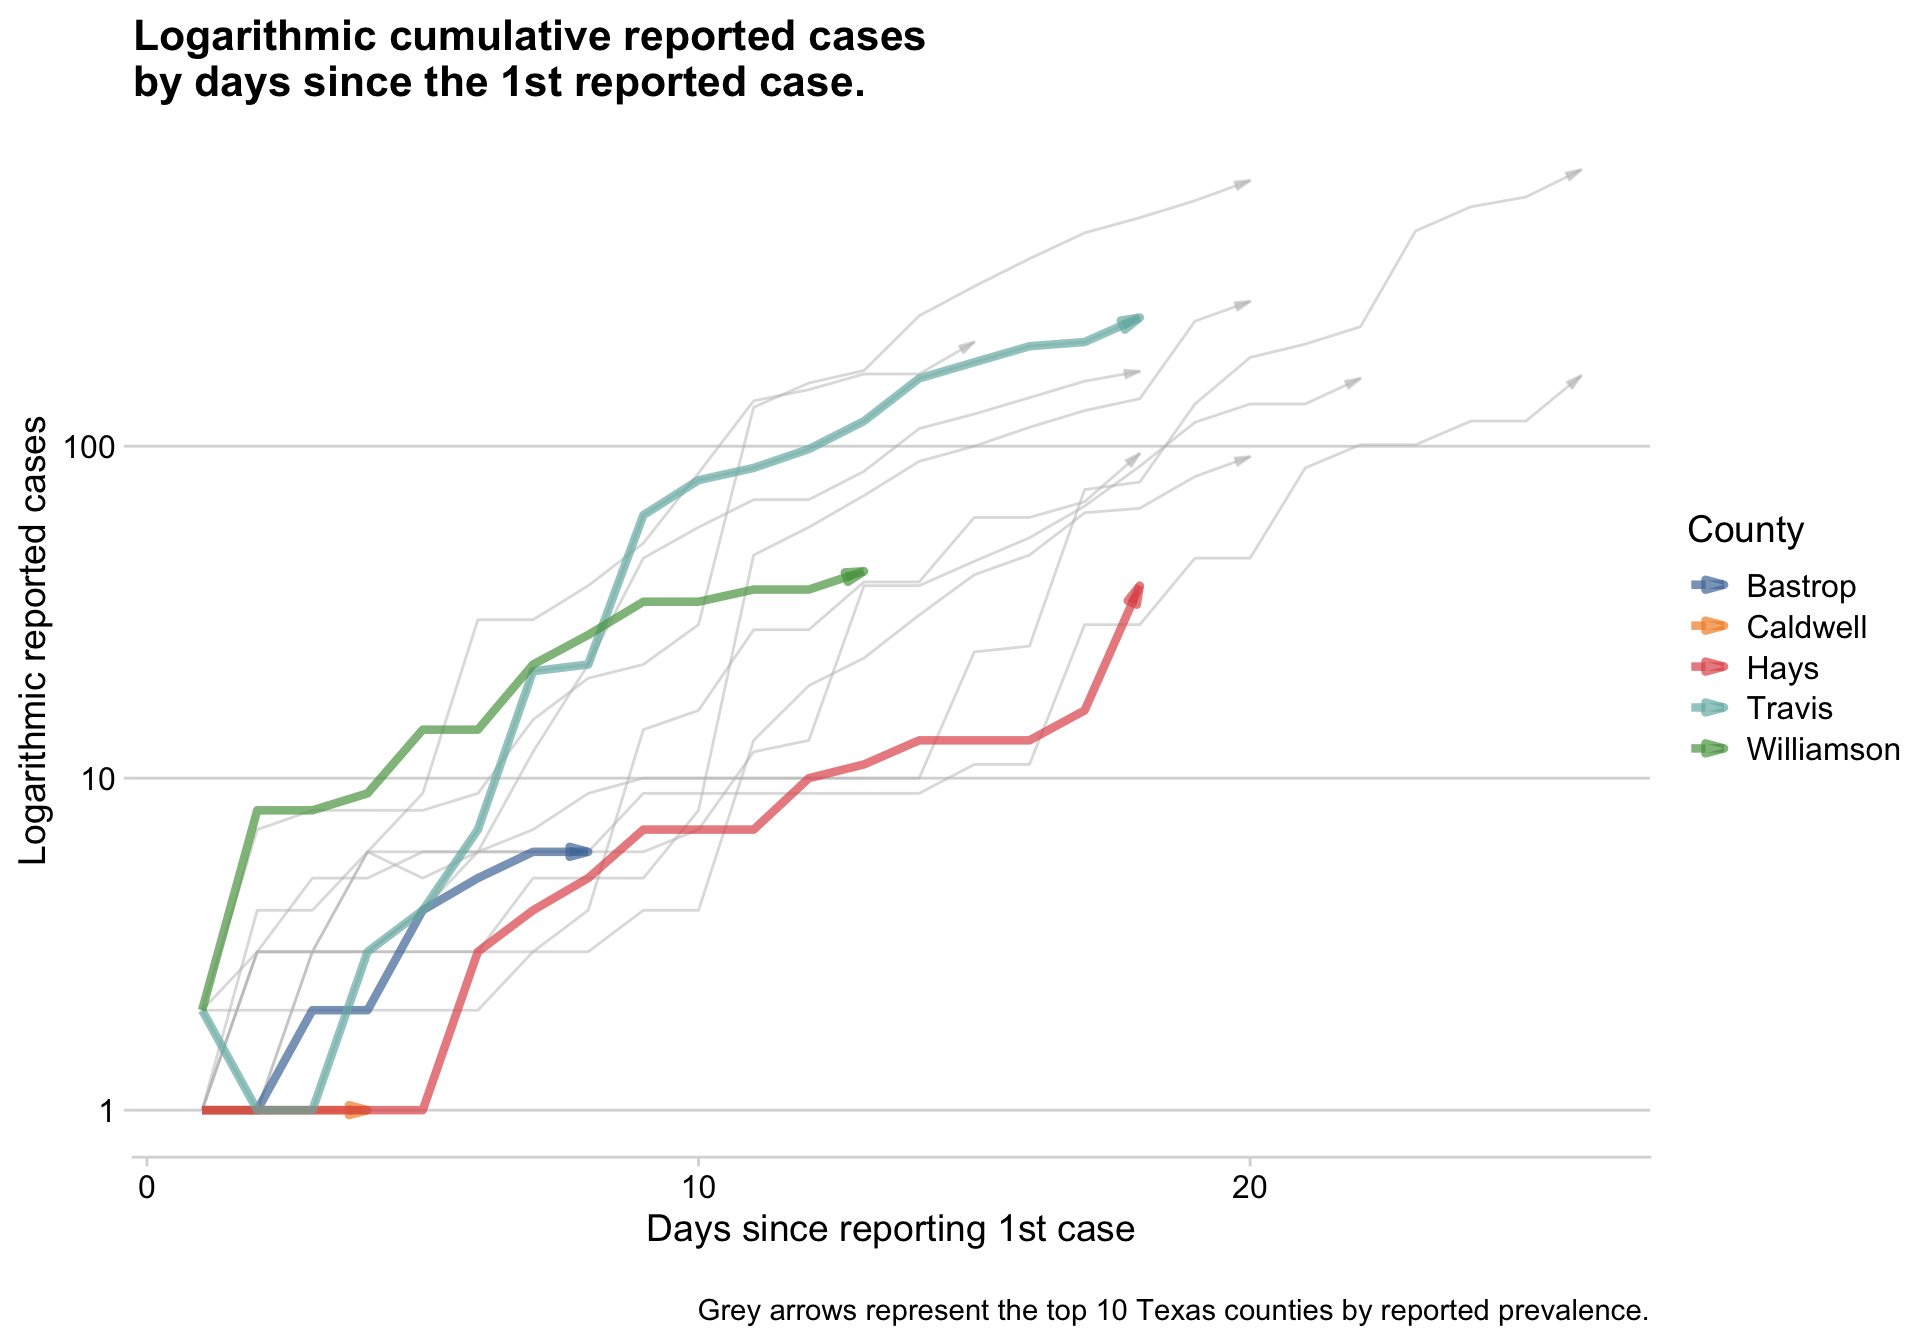 Logarithmic cumulative reported cases
by days since the 1st reported case.
Logarithmic reported cases
100
10
1
0
10
20
Days since reporting 1st case
County
Bastrop
Caldwell
Hays
Travis
Williamson
Grey arrows represent the top 10 Texas counties by reported prevalence.